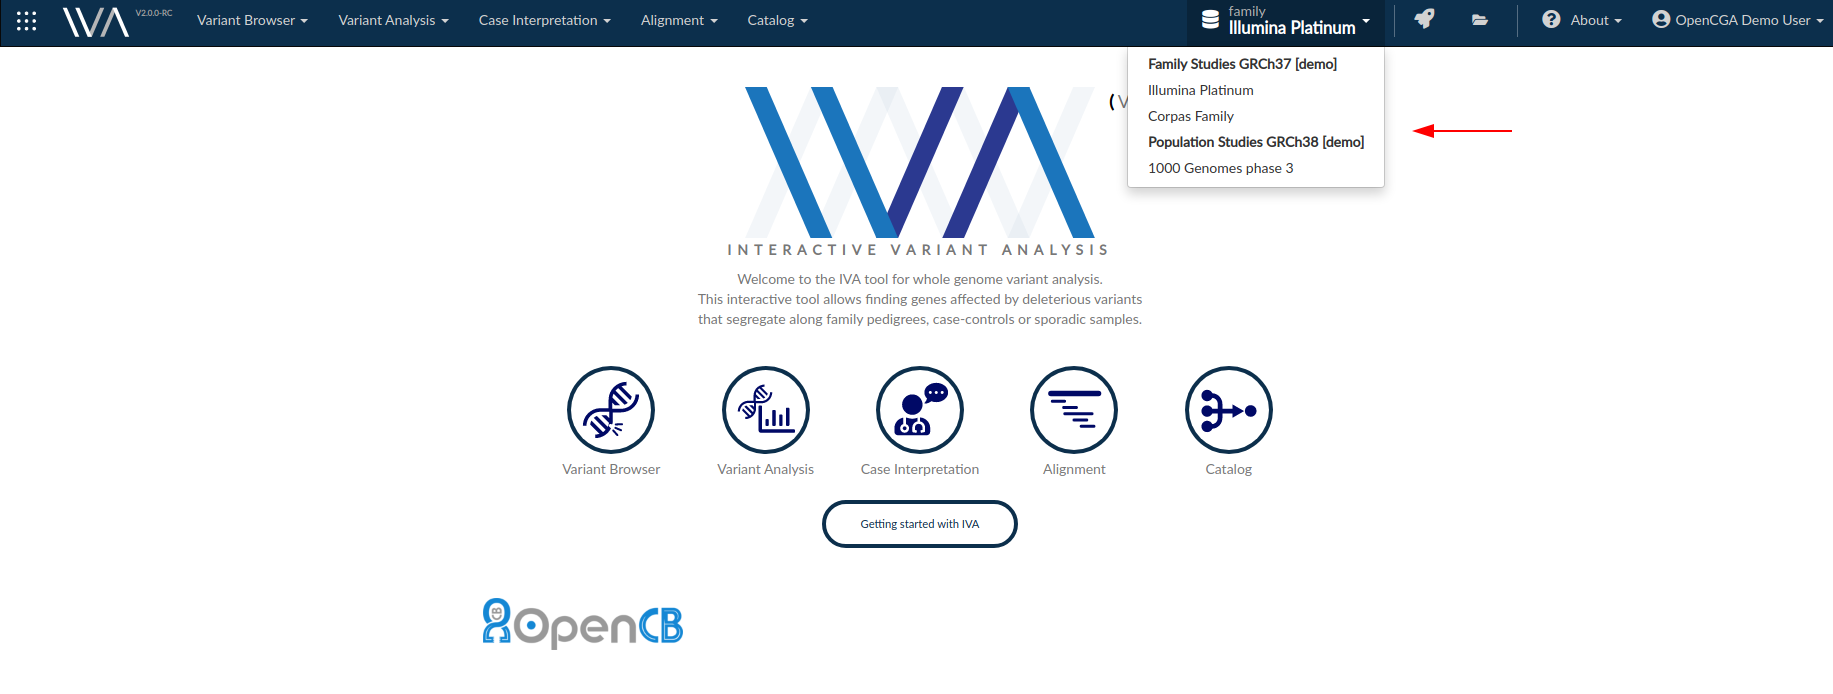 IVA V2.0.0-RC Variant Browser Variant Analysis Case Interpretation Alignment Catalog family Illumina Platinum About OpenCGA Demo User
Family Studies GRCh37 [demo]
Illumina Platinum
Corpas Family
Population Studies GRCh38 [demo]
1000 Genomes phase 3
IVA
(V
INTERACTIVE VARIANT ANALYSIS
Welcome to the IVA tool for whole genome variant analysis.
This interactive tool allows finding genes affected by deleterious variants
that segregate along family pedigrees, case-controls or sporadic samples.
Variant Browser Variant Analysis Case Interpretation Alignment Catalog
Getting started with IVA
CB OpenCB